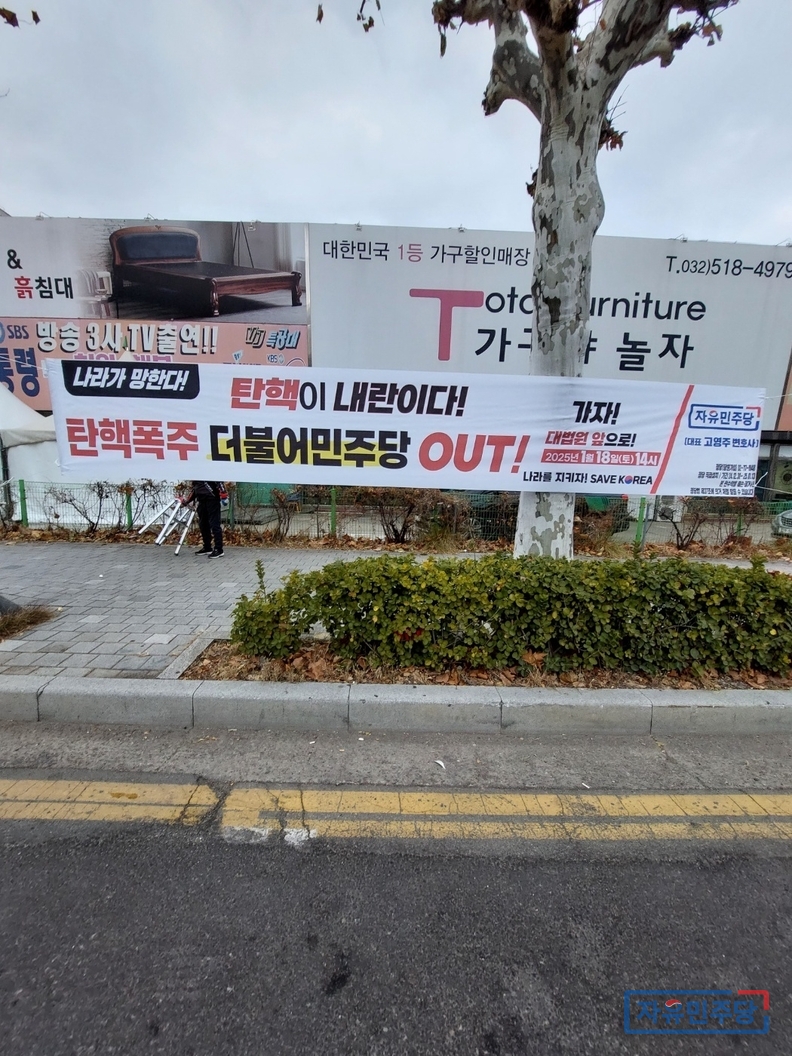 &
흙침대
대한민국 1등 가구할인매장
T.032)518-4979
가구야 놀자
SBS 방송 3사 TV출연!!
VJ 특공대
나라가 망한다!
탄핵이 내란이다!
탄핵폭주 더불어민주당 OUT!
가자!
대법원 앞으로!
2025년 1월 18일(토) 14시
나라를 지키자! SAVE KOREA
자유민주당
(대표 고영주 변호사)
자유민주당